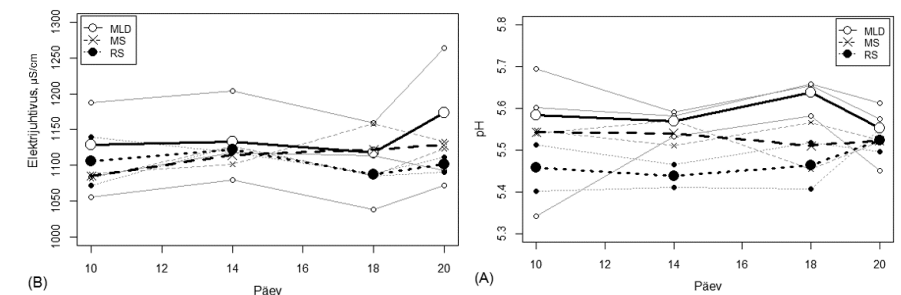 MLD
MS
RS
Elektrijuhtivus, µS/cm
1300
1250
1200
1150
1100
1050
1000
10 12 14 16 18 20
Päev
(B)
MLD
MS
RS
pH
5.8
5.7
5.6
5.5
5.4
5.3
10 12 14 16 18 20
Päev
(A)